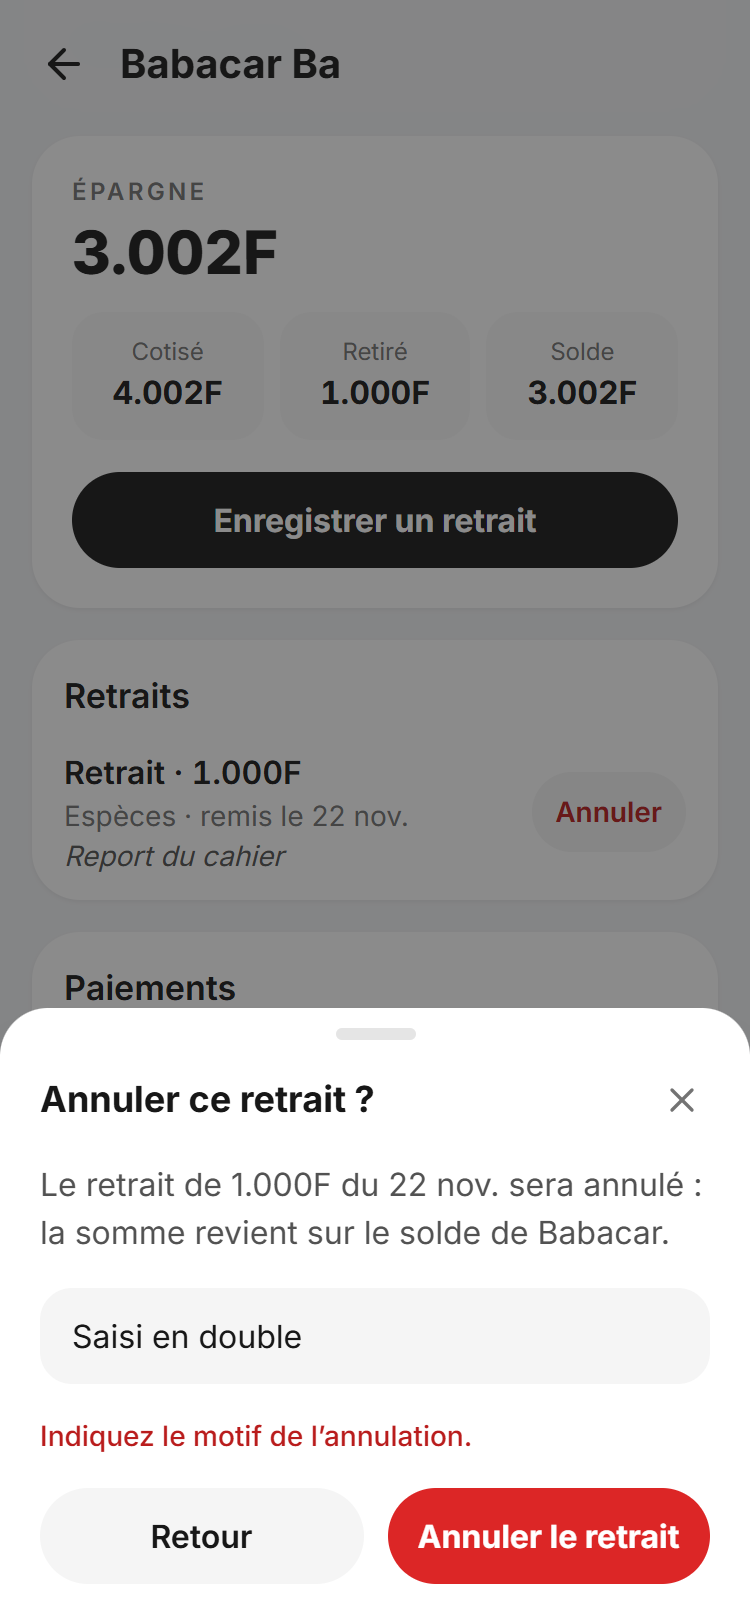 Babacar Ba
ÉPARGNE
3.002F
Cotisé
4.002F
Retiré
1.000F
Solde
3.002F
Enregistrer un retrait
Retraits
Retrait · 1.000F
Espèces · remis le 22 nov.
Report du cahier
Annuler
Paiements
Annuler ce retrait ?
Le retrait de 1.000F du 22 nov. sera annulé :
la somme revient sur le solde de Babacar.
Saisi en double
Indiquez le motif de l’annulation.
Retour
Annuler le retrait